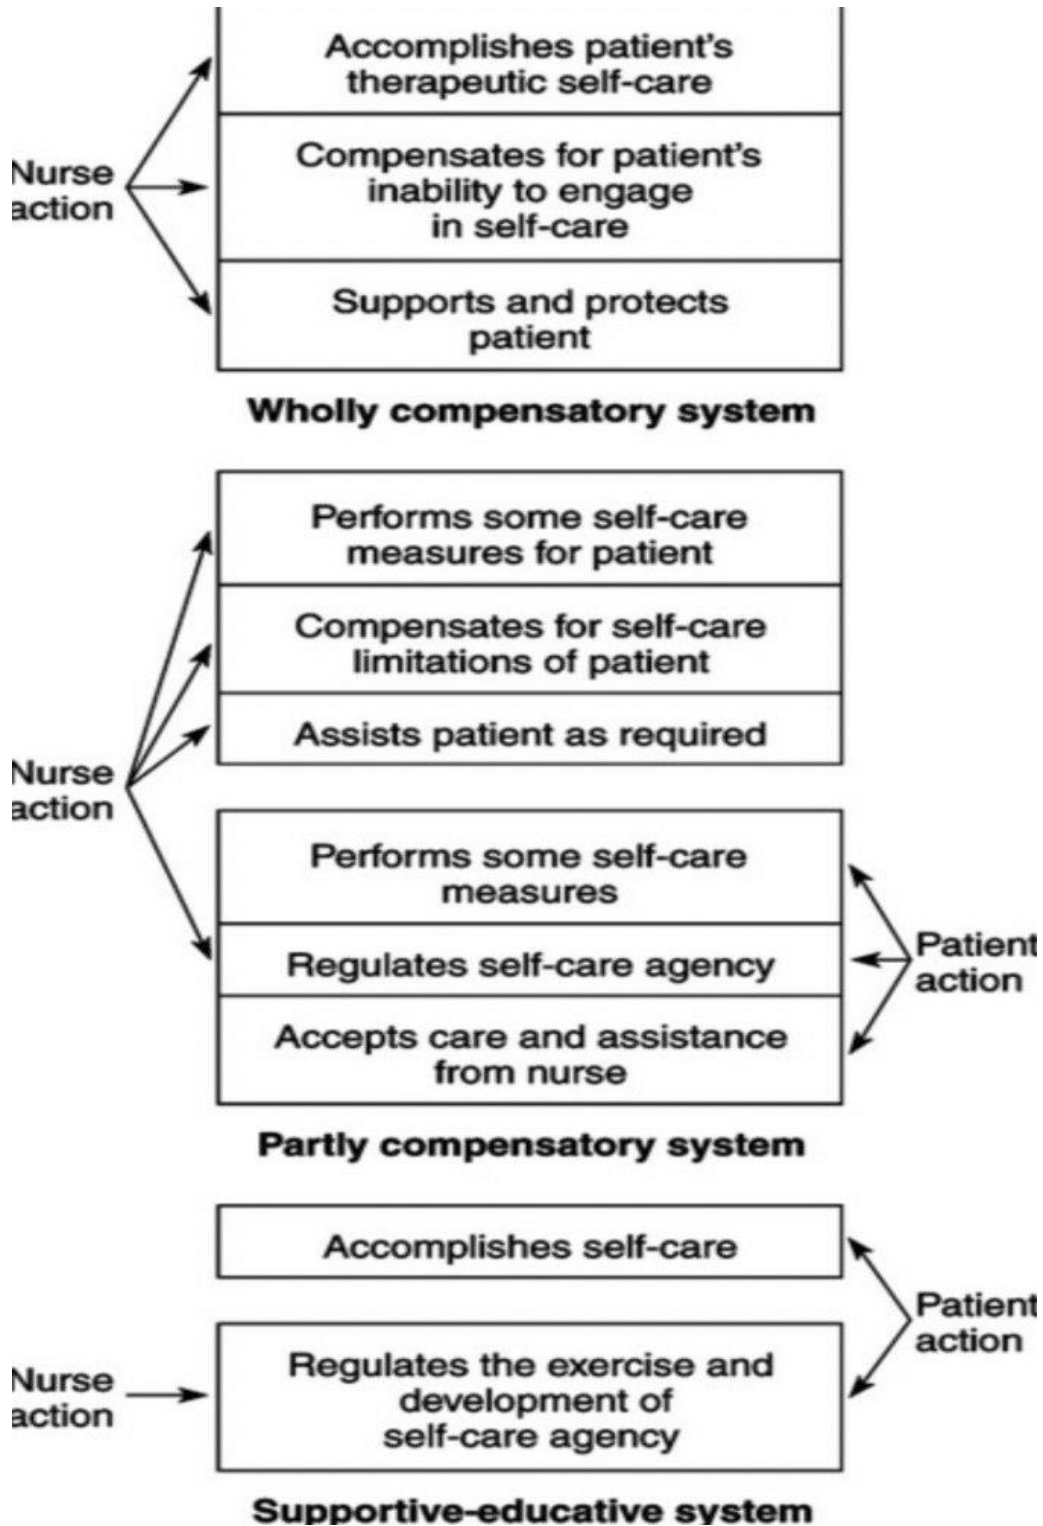 Accomplishes patient's
therapeutic self-care
Nurse
action
Compensates for patient's
inability to engage
in self-care
Supports and protects
patient
Wholly compensatory system
Performs some self-care
measures for patient
Compensates for self-care
limitations of patient
Assists patient as required
Nurse
action
Performs some self-care
measures
Regulates self-care agency
Accepts care and assistance
from nurse
Patient
action
Partly compensatory system
Accomplishes self-care
Patient
action
Nurse
action
Regulates the exercise and
development of
self-care agency
Supportive-educative system